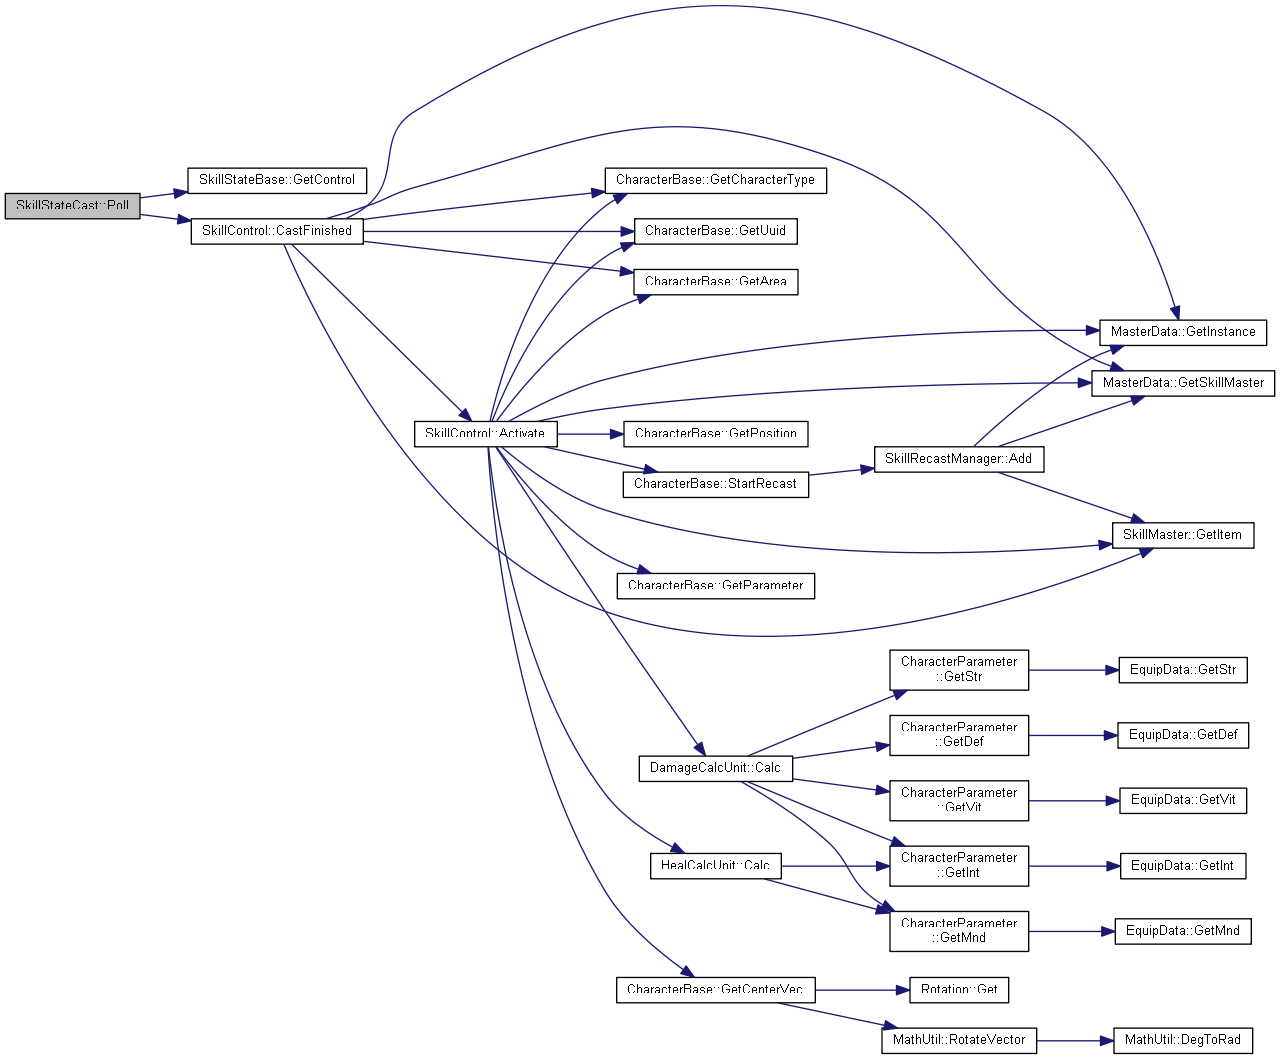 SkillStateCast::Poll
SkillStateBase::GetControl
SkillControl::CastFinished
CharacterBase::GetCharacterType
CharacterBase::GetUuid
CharacterBase::GetArea
MasterData::GetInstance
MasterData::GetSkillMaster
SkillControl::Activate
CharacterBase::GetPosition
CharacterBase::StartRecast
SkillRecastManager::Add
SkillMaster::GetItem
CharacterBase::GetParameter
CharacterParameter
::GetStr
EquipData::GetStr
CharacterParameter
::GetDef
EquipData::GetDef
DamageCalcUnit::Calc
CharacterParameter
::GetVit
EquipData::GetVit
HealCalcUnit::Calc
CharacterParameter
::GetInt
EquipData::GetInt
CharacterParameter
::GetMnd
EquipData::GetMnd
CharacterBase::GetCenterVec
Rotation::Get
MathUtil::RotateVector
MathUtil::DegToRad